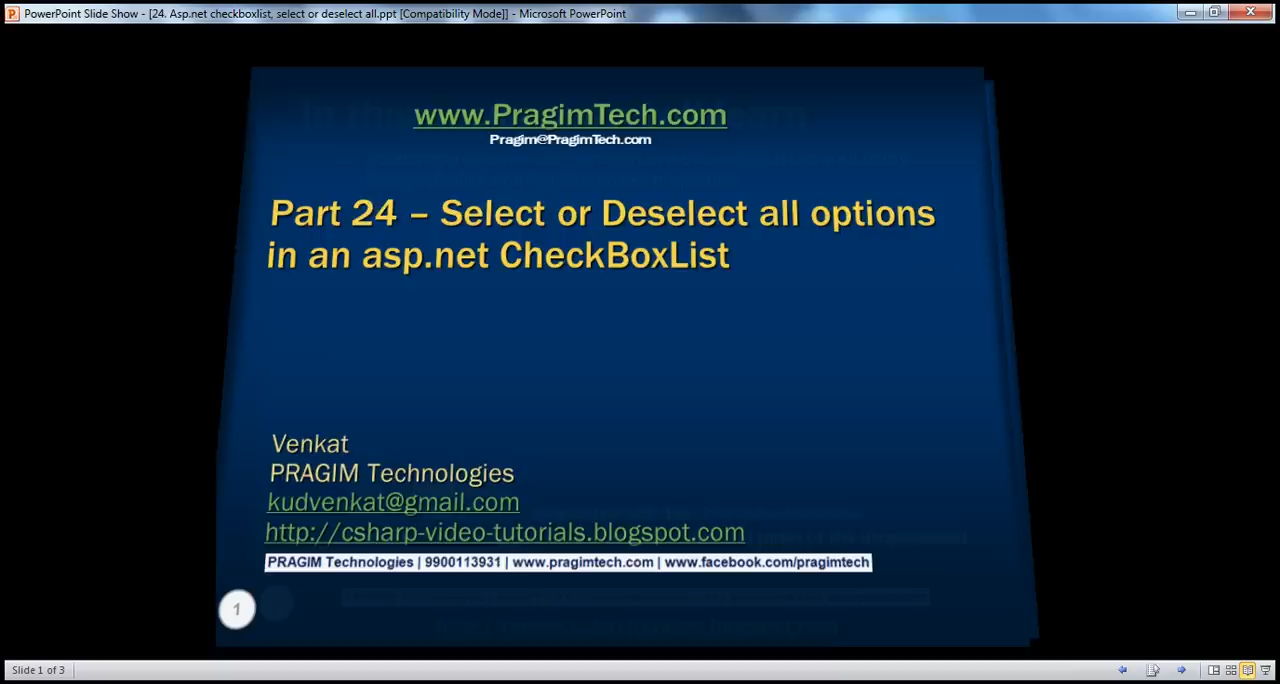 PowerPoint Slide Show - [24. Asp.net checkboxlist, select or deselect all.ppt [Compatibility Mode]] - Microsoft PowerPoint
www.PragimTech.com
Pragim@PragimTech.com
Part 24 – Select or Deselect all options
in an asp.net CheckBoxList
Venkat
PRAGIM Technologies
kudvenkat@gmail.com
http://csharp-video-tutorials.blogspot.com
PRAGIM Technologies | 9900113931 | www.pragimtech.com | www.facebook.com/pragimtech
1
Slide 1 of 3